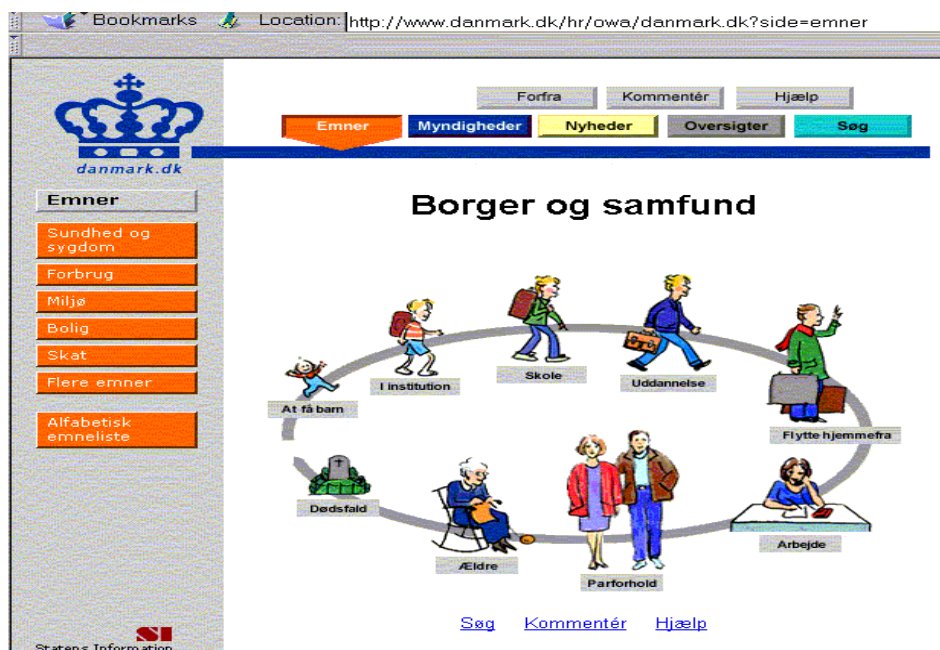 Bookmarks Location: http://www.danmark.dk/hr/owa/danmark.dk?side=emner
Forfra Kommentér Hjælp
Emner Myndigheder Nyheder Oversigter Søg
danmark.dk
Emner
Sundhed og
sygdom
Forbrug
Miljø
Bolig
Skat
Flere emner
Alfabetisk
emneliste
Borger og samfund
At få barn
I institution
Skole
Uddannelse
Flytte hjemmefra
Arbejde
Parforhold
Ældre
Dødsfald
Søg Kommentér Hjælp
SI
Statens Information